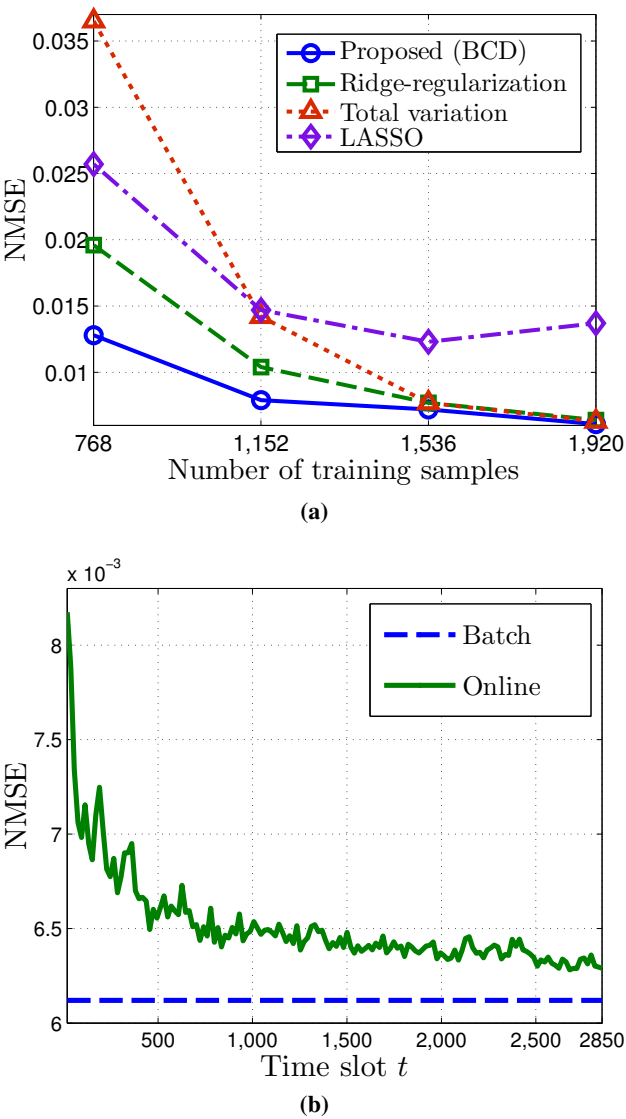 0.035
0.03
0.025
0.02
0.015
0.01
NMSE
Proposed (BCD)
Ridge-regularization
Total variation
LASSO
768 1,152 1,536 1,920
Number of training samples
(a)
x 10⁻³
8
7.5
7
6.5
6
NMSE
Batch
Online
500 1,000 1,500 2,000 2,500 2850
Time slot t
(b)